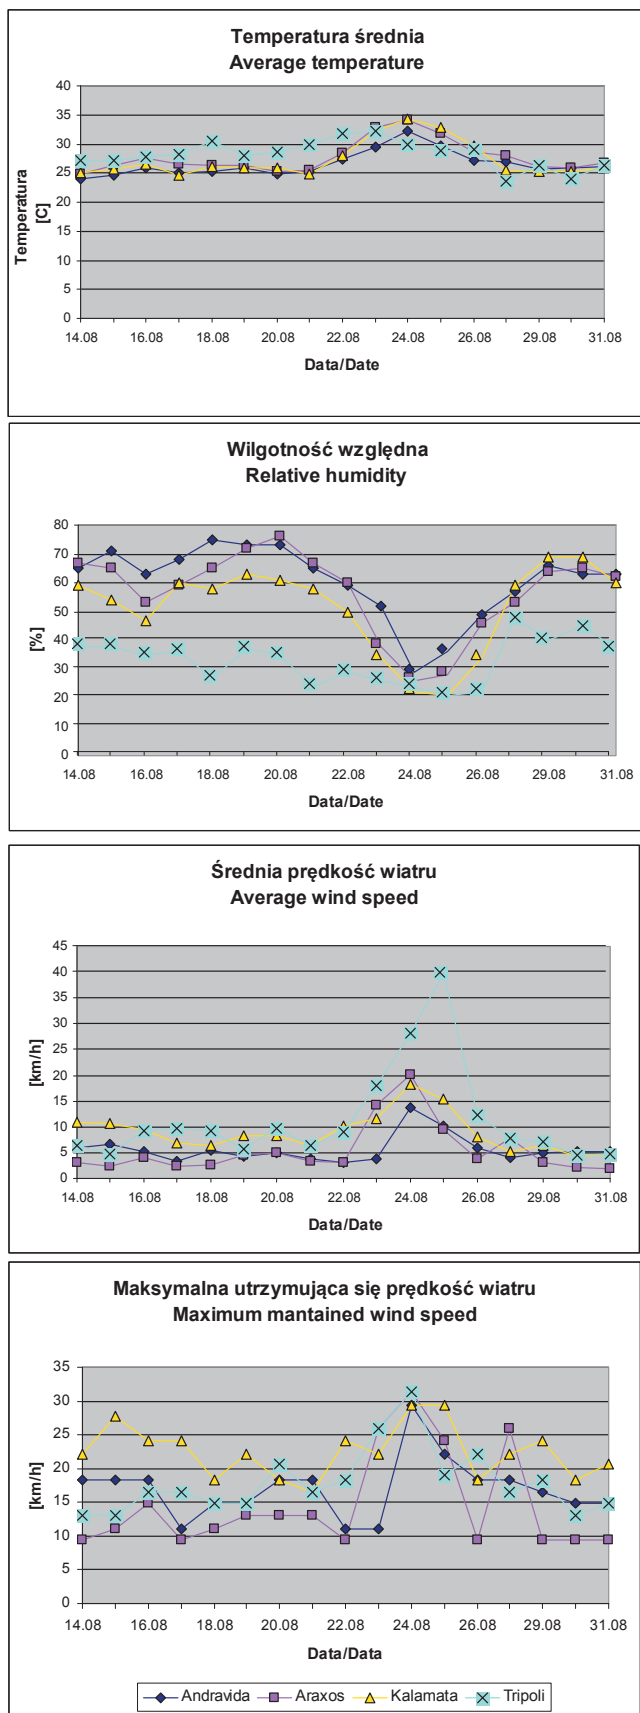 Temperatura średnia
Average temperature
40
35
30
25
20
15
10
5
0
Temperatura
[C]
14.08 16.08 18.08 20.08 22.08 24.08 26.08 29.08 31.08
Data/Date
Wilgotność względna
Relative humidity
80
70
60
50
40
30
20
10
0
[%]
14.08 16.08 18.08 20.08 22.08 24.08 26.08 29.08 31.08
Data/Date
Średnia prędkość wiatru
Average wind speed
45
40
35
30
25
20
15
10
5
0
[km/h]
14.08 16.08 18.08 20.08 22.08 24.08 26.08 29.08 31.08
Data/Date
Maksymalna utrzymująca się prędkość wiatru
Maximum mantained wind speed
35
30
25
20
15
10
5
0
[km/h]
14.08 16.08 18.08 20.08 22.08 24.08 26.08 29.08 31.08
Data/Data
Andravida Araxos Kalamata Tripoli